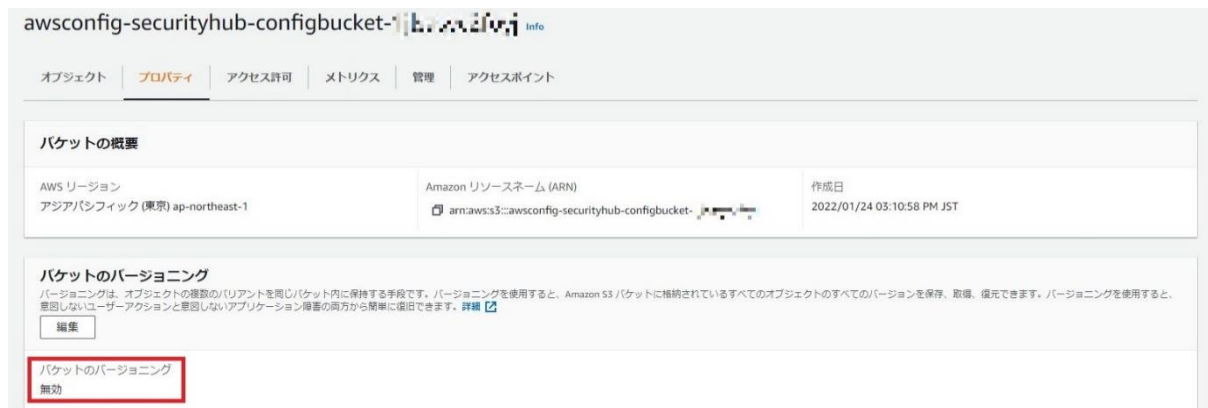 awsconfig-securityhub-configbucket- Info
オブジェクト プロパティ アクセス許可 メトリクス 管理 アクセスポイント
バケットの概要
AWS リージョン Amazon リソースネーム (ARN) 作成日
アジアパシフィック (東京) ap-northeast-1 arn:aws:s3:::awsconfig-securityhub-configbucket- 2022/01/24 03:10:58 PM JST
バケットのバージョニング
バージョニングは、オブジェクトの複数のバリアントを同じバケット内に保持する手段です。バージョニングを使用すると、Amazon S3 バケットに格納されているすべてのオブジェクトのすべてのバージョンを保存、取得、復元できます。バージョニングを使用すると、
意図しないユーザーアクションと意図しないアプリケーション障害の両方から簡単に復旧できます。詳細
編集
バケットのバージョニング
無効